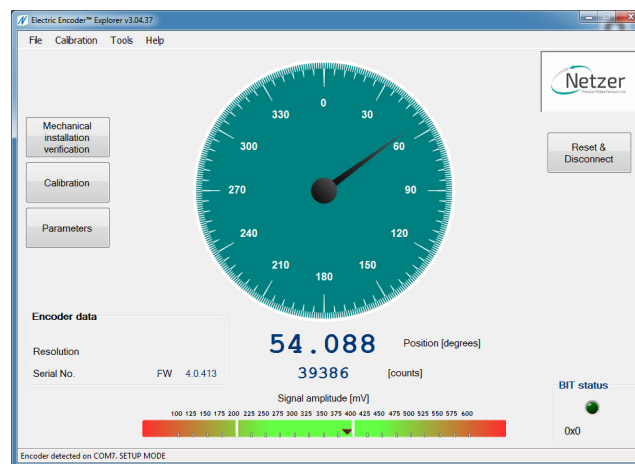 Electric Encoder™ Explorer v3.04.37
File Calibration Tools Help
Netzer
Mechanical
installation
verification
Calibration
Parameters
Reset &
Disconnect
0
30
60
90
120
150
180
210
240
270
300
330
Encoder data
Resolution
Serial No. FW 4.0.413
54.088 Position [degrees]
39386 [counts]
Signal amplitude [mV]
100 125 150 175 200 225 250 275 300 325 350 375 400 425 450 475 500 525 550 575 600
BIT status
0x0
Encoder detected on COM7. SETUP MODE